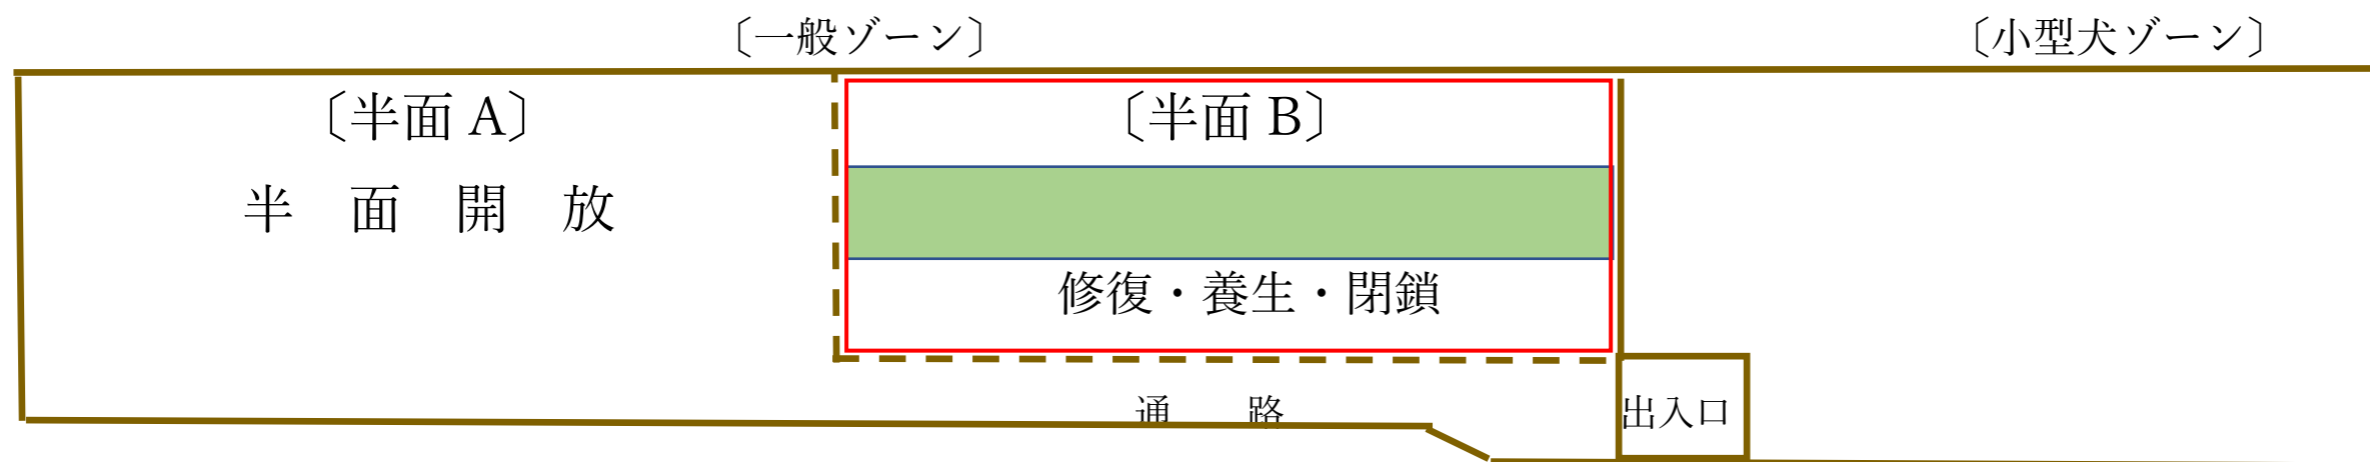 〔一般ゾーン〕
〔小型犬ゾーン〕
〔半面 A〕
〔半面 B〕
半　面　開　放
修復・養生・閉鎖
通　　路
出入口